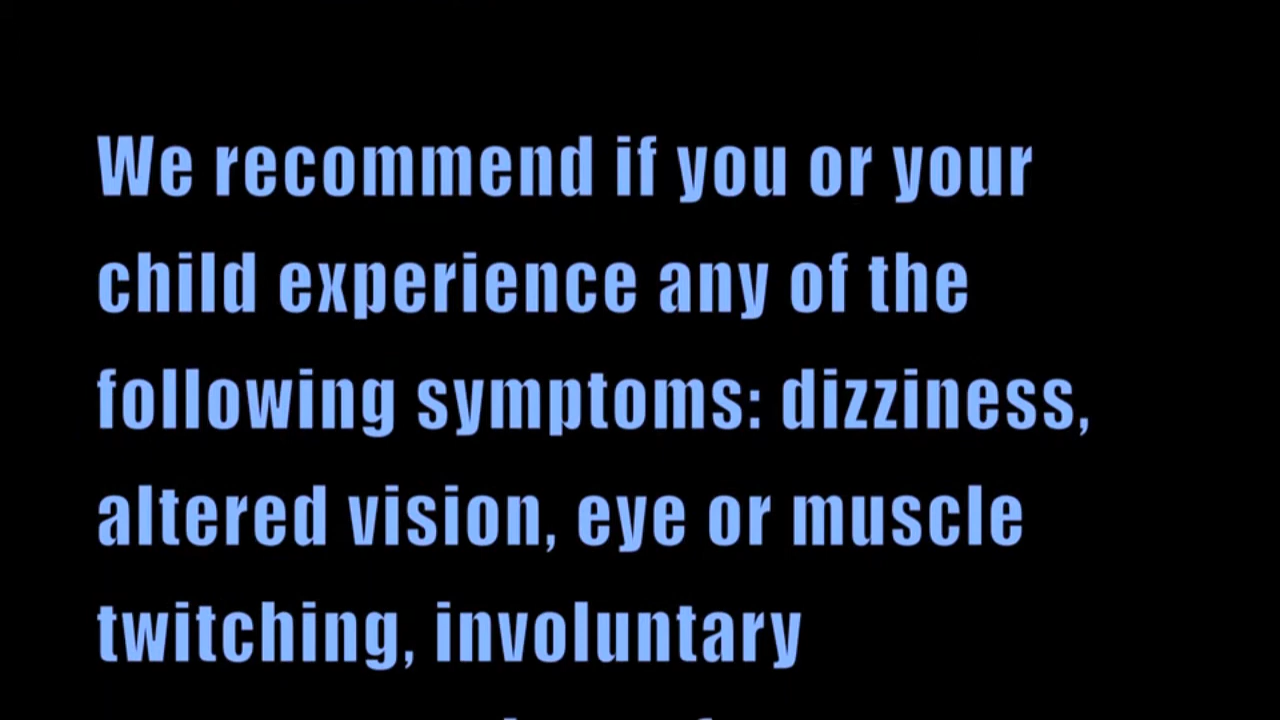 We recommend if you or your
child experience any of the
following symptoms: dizziness,
altered vision, eye or muscle
twitching, involuntary